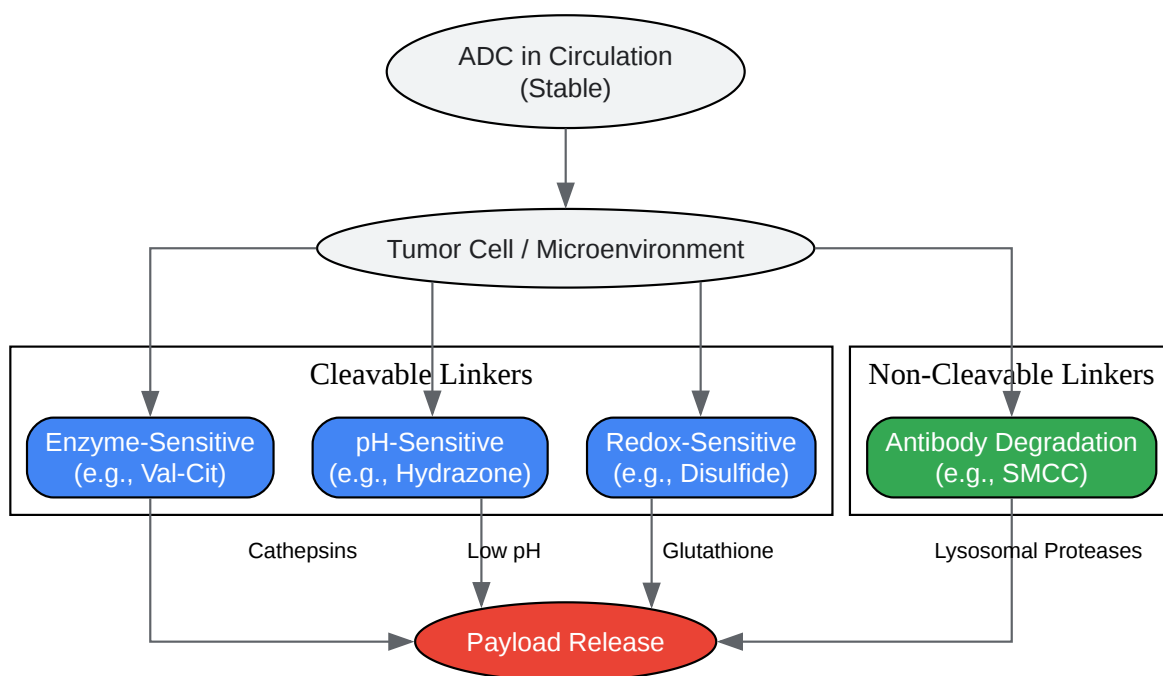 ADC in Circulation
(Stable)
Tumor Cell / Microenvironment
Cleavable Linkers
Non-Cleavable Linkers
Enzyme-Sensitive
(e.g., Val-Cit)
pH-Sensitive
(e.g., Hydrazone)
Redox-Sensitive
(e.g., Disulfide)
Antibody Degradation
(e.g., SMCC)
Cathepsins
Low pH
Glutathione
Lysosomal Proteases
Payload Release